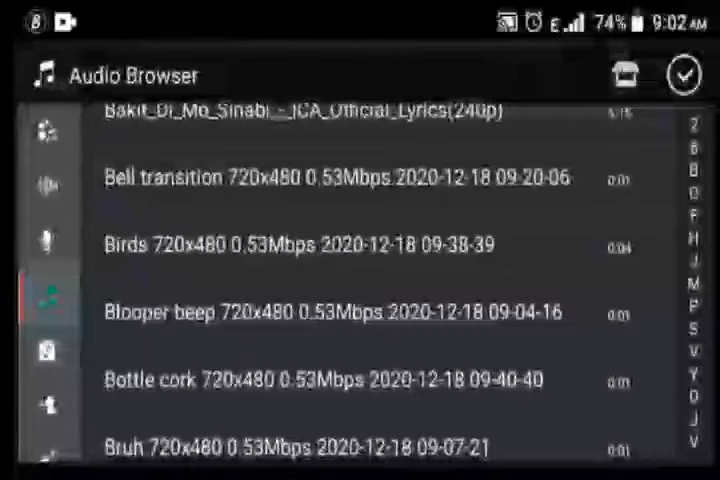 74% 9:02 AM
Audio Browser
Bakit_Di_Mo_Sinabi_-_JCA_Official_Lyrics(240p)
Bell transition 720x480 0.53Mbps 2020-12-18 09-20-06 0:01
Birds 720x480 0.53Mbps 2020-12-18 09-38-39 0:04
Blooper beep 720x480 0.53Mbps 2020-12-18 09-04-16 0:01
Bottle cork 720x480 0.53Mbps 2020-12-18 09-40-40 0:01
Bruh 720x480 0.53Mbps 2020-12-18 09-07-21 0:01